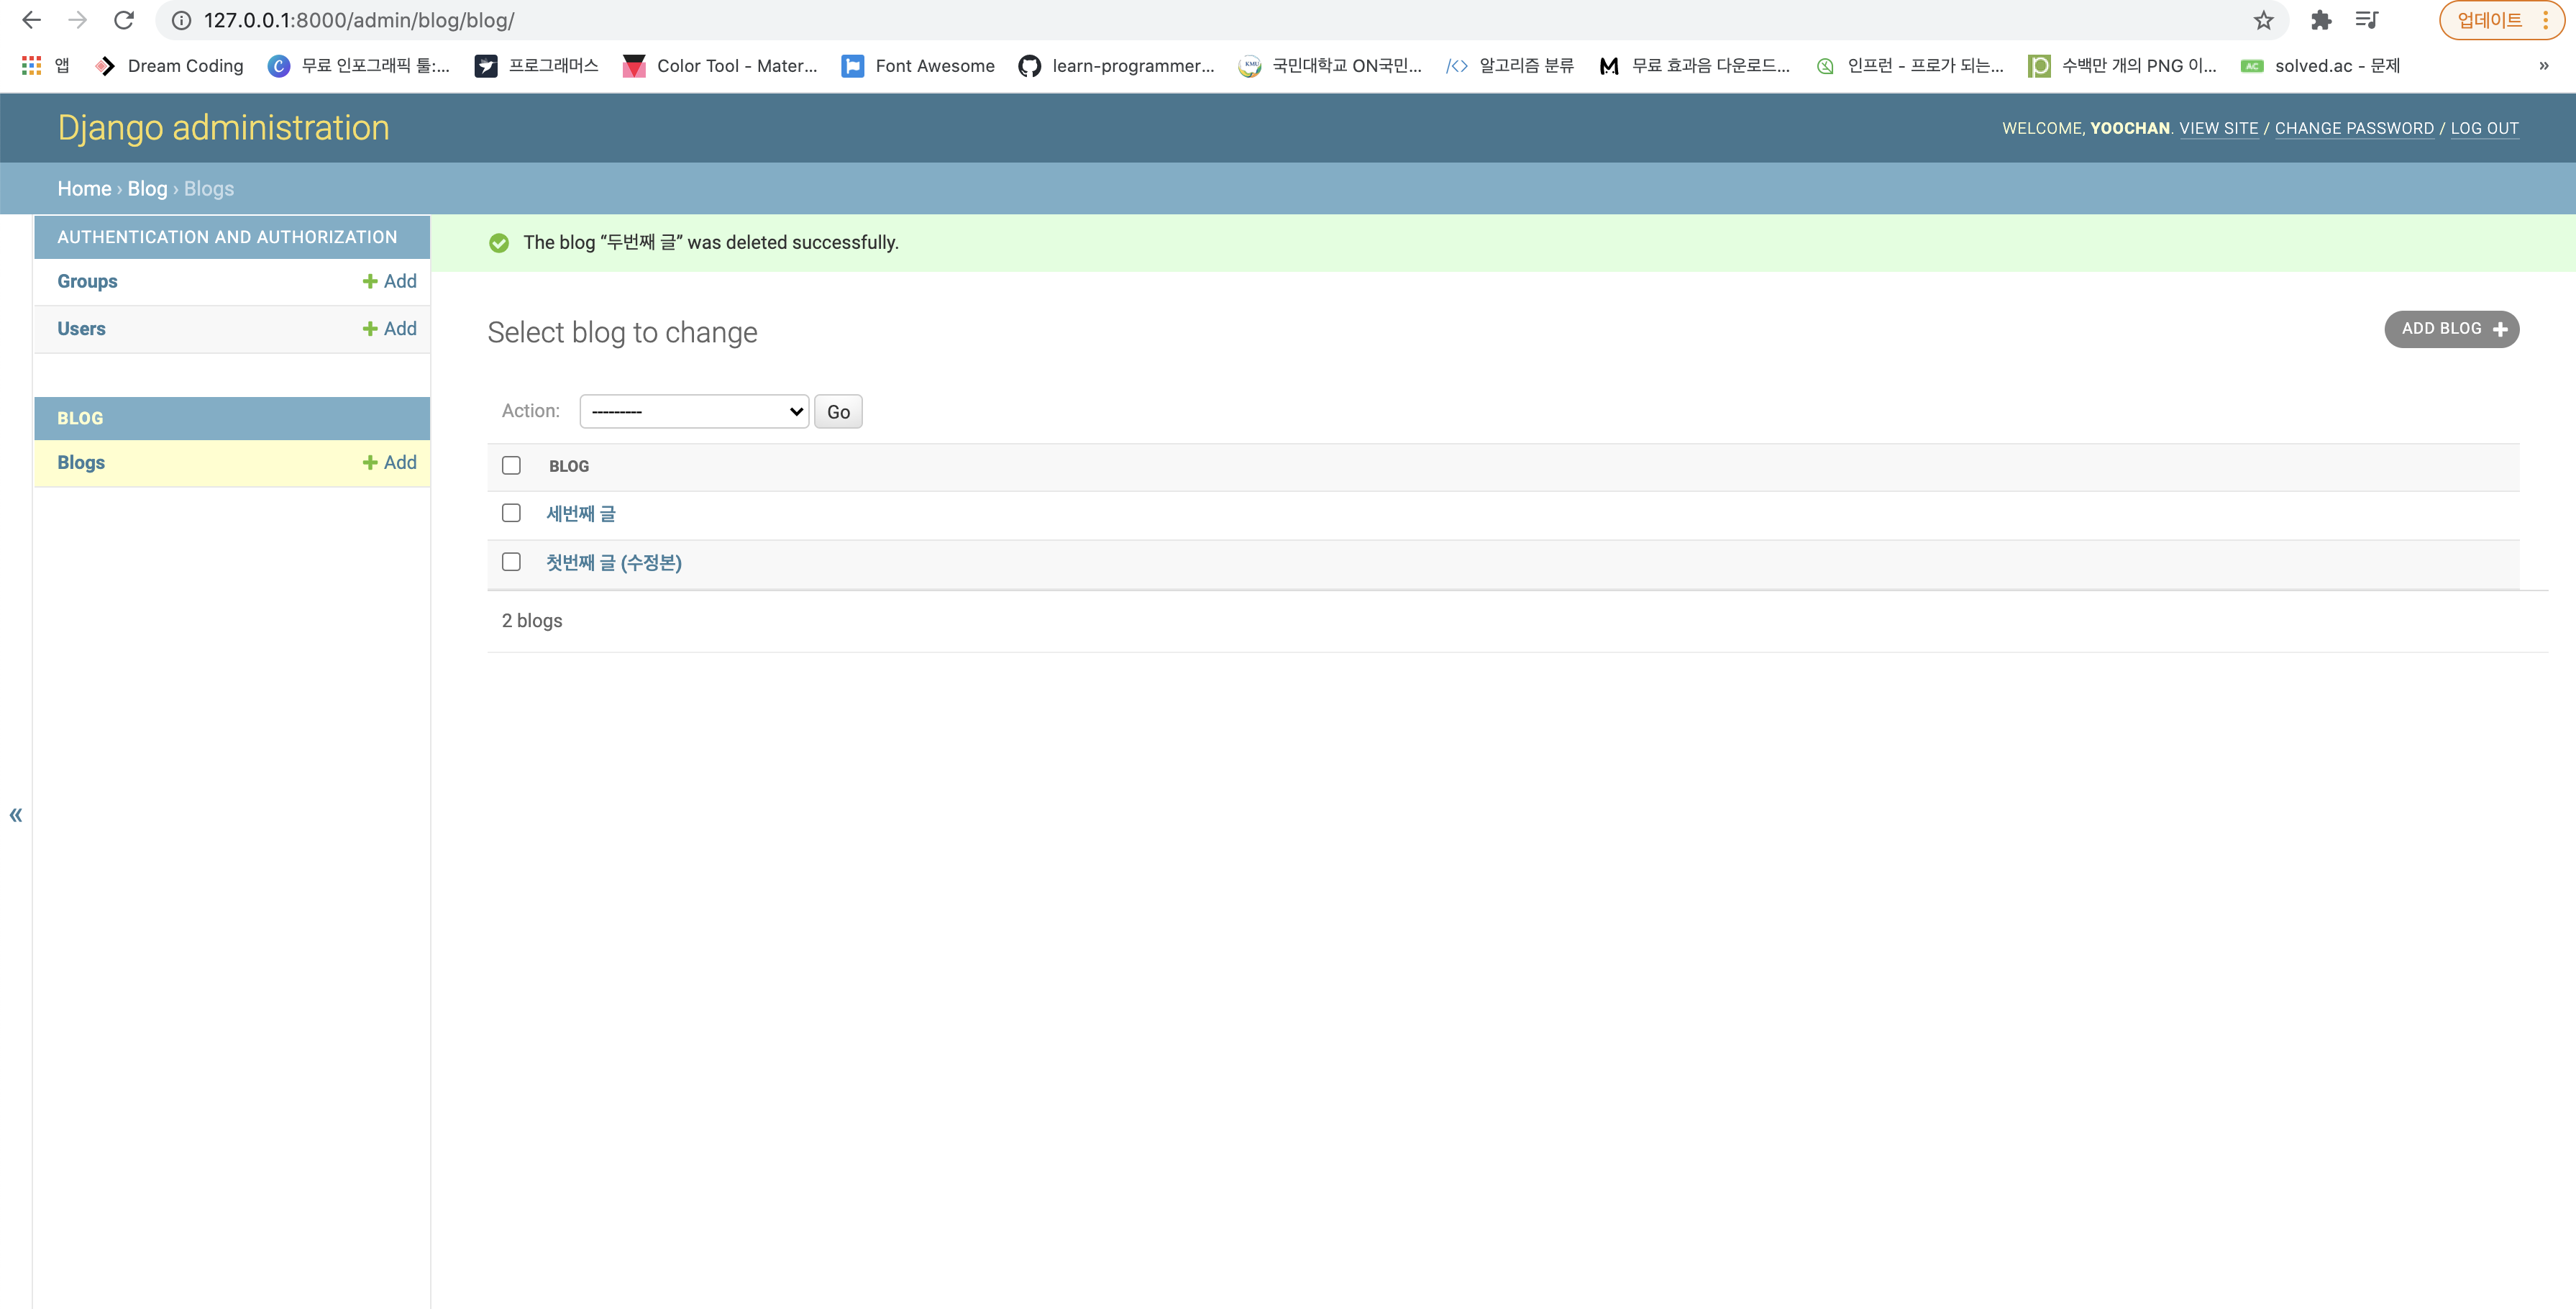 127.0.0.1:8000/admin/blog/blog/
업데이트
앱 Dream Coding 무료 인포그래픽 툴:... 프로그래머스 Color Tool - Mater... Font Awesome learn-programmer... 국민대학교 ON국민... 알고리즘 분류 무료 효과음 다운로드... 인프런 - 프로가 되는... 수백만 개의 PNG 이... solved.ac - 문제 »
Django administration
WELCOME, YOOCHAN. VIEW SITE / CHANGE PASSWORD / LOG OUT
Home › Blog › Blogs
AUTHENTICATION AND AUTHORIZATION
Groups + Add
Users + Add
BLOG
Blogs + Add
«
The blog “두번째 글” was deleted successfully.
Select blog to change
ADD BLOG +
Action: --------- Go
BLOG
세번째 글
첫번째 글 (수정본)
2 blogs